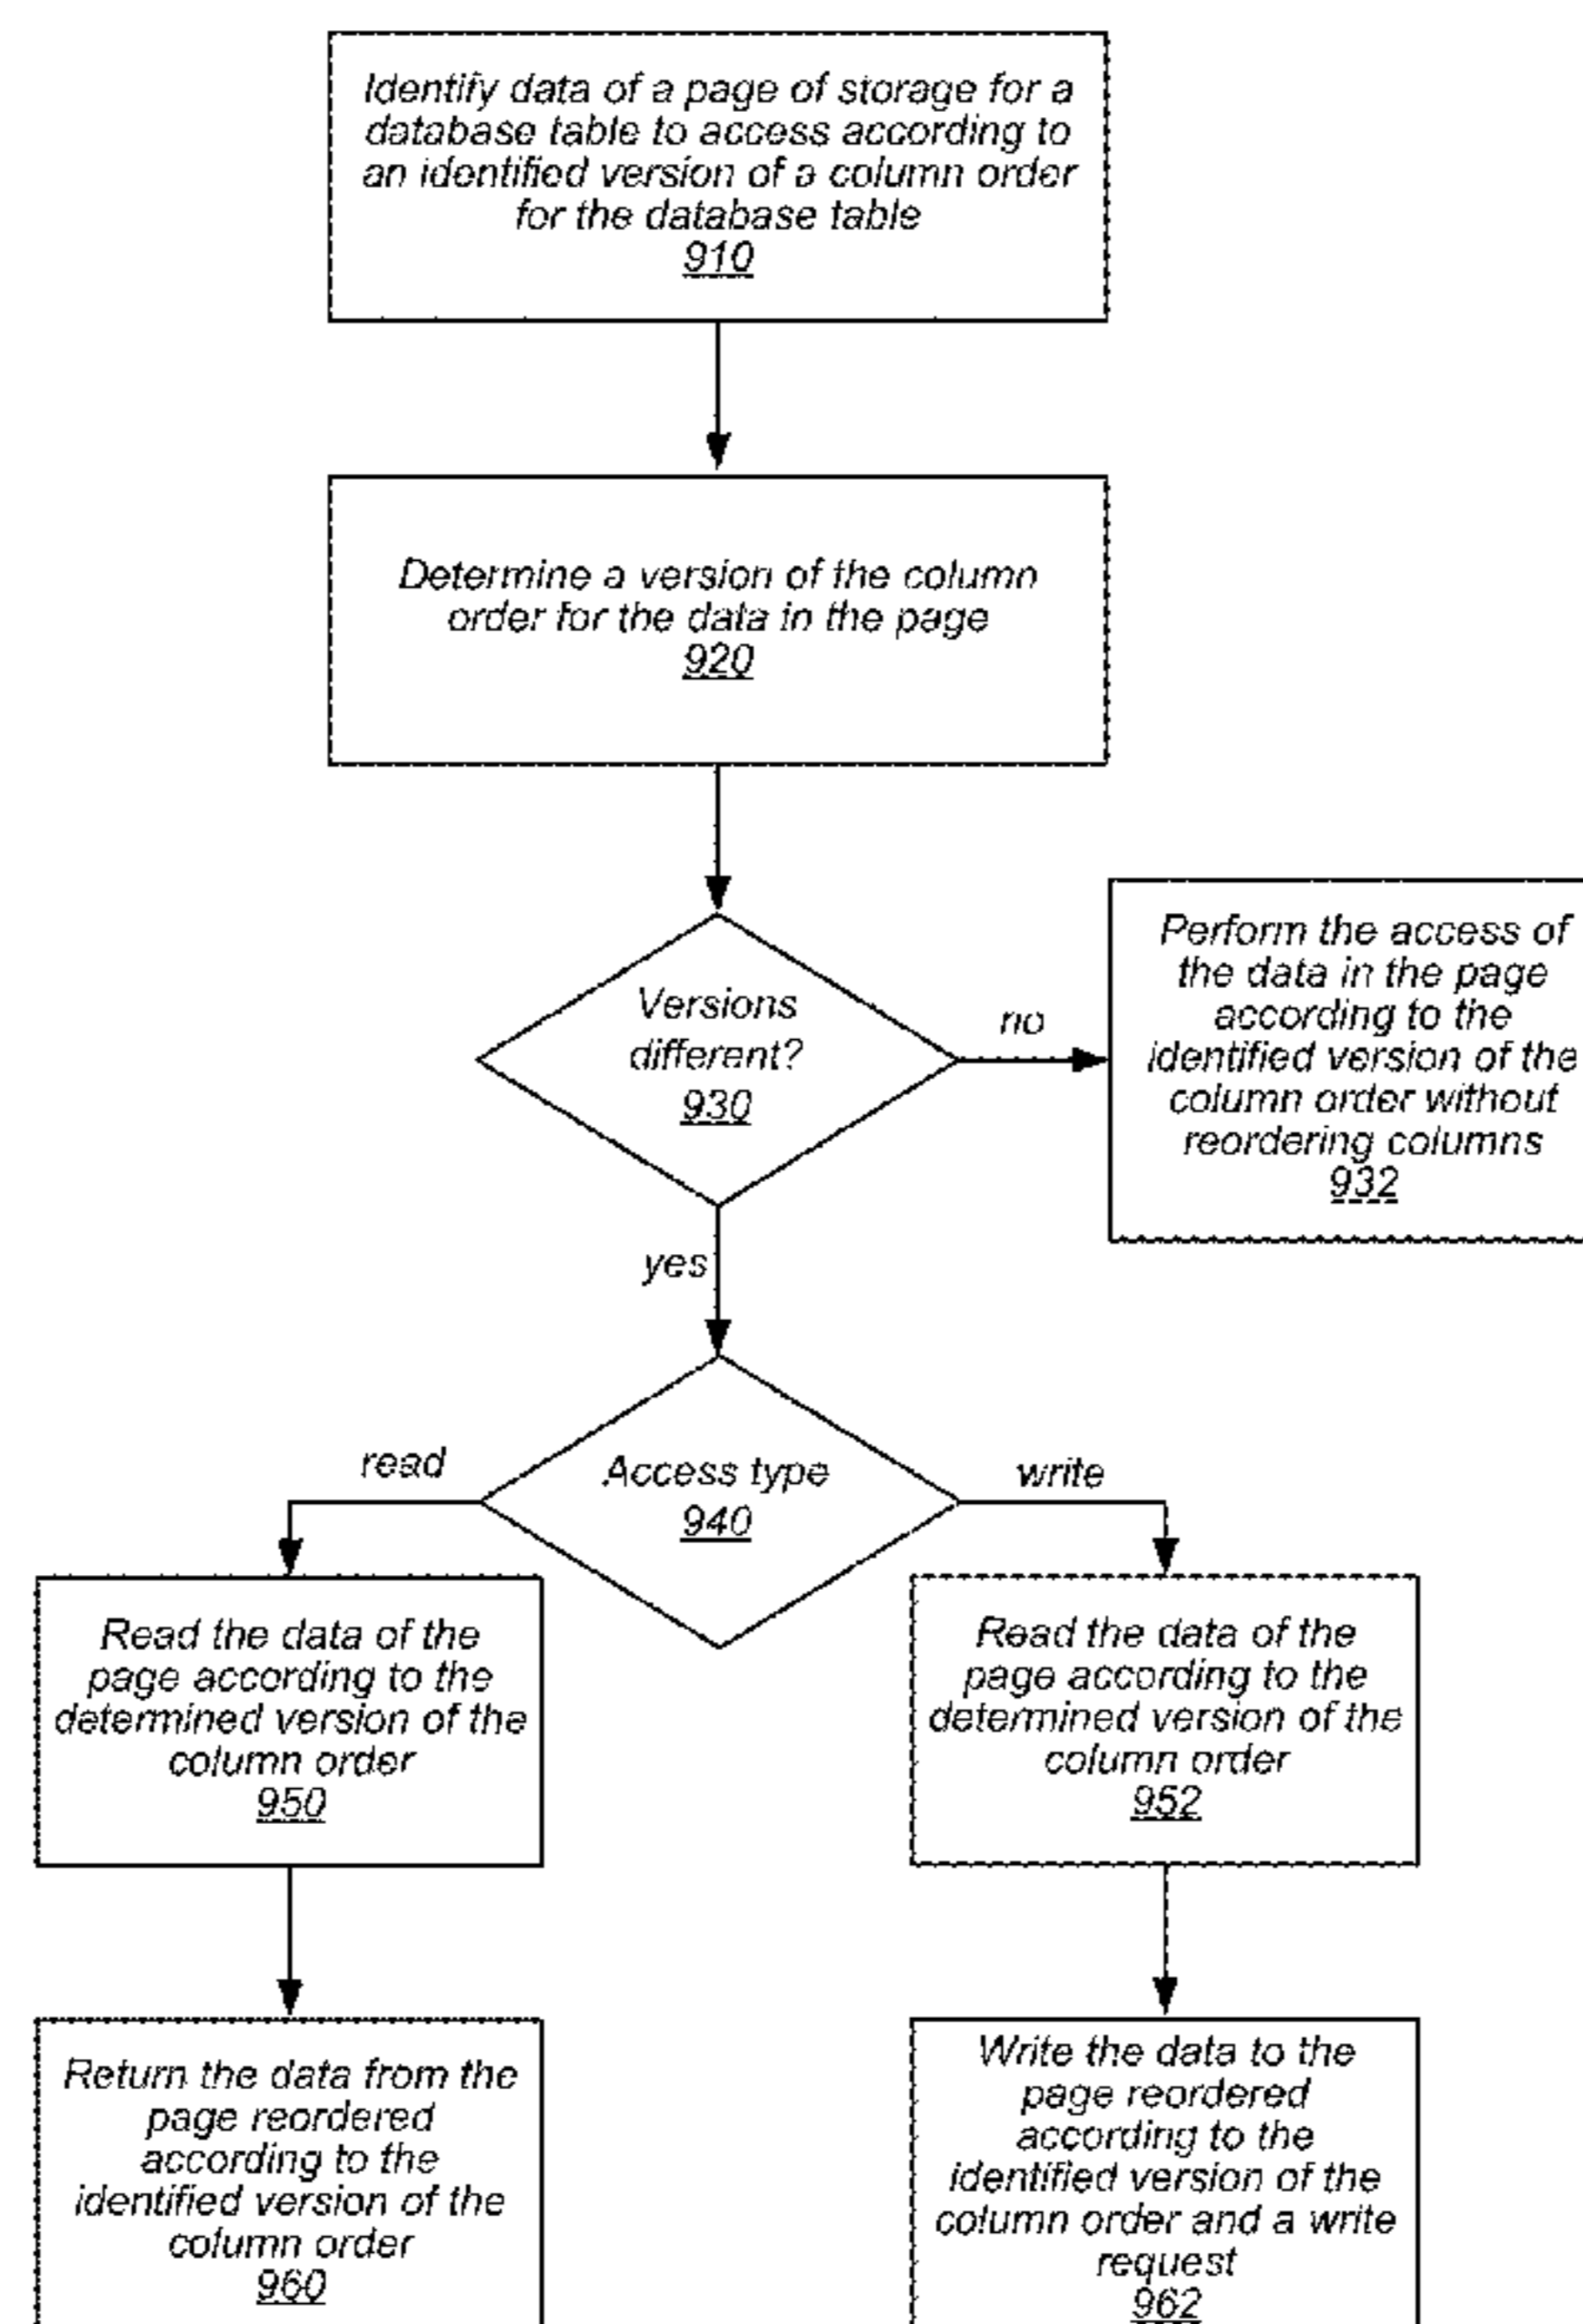 Identify data of a page of storage for a
database table to access according to
an identified version of a column order
for the database table
910
Determine a version of the column
order for the data in the page
920
Versions
different?
930
no
Perform the access of
the data in the page
according to the
identified version of the
column order without
reordering columns
932
yes
Access type
940
read
write
Read the data of the
page according to the
determined version of the
column order
950
Read the data of the
page according to the
determined version of the
column order
952
Return the data from the
page reordered
according to the
identified version of the
column order
960
Write the data to the
page reordered
according to the
identified version of the
column order and a write
request
962